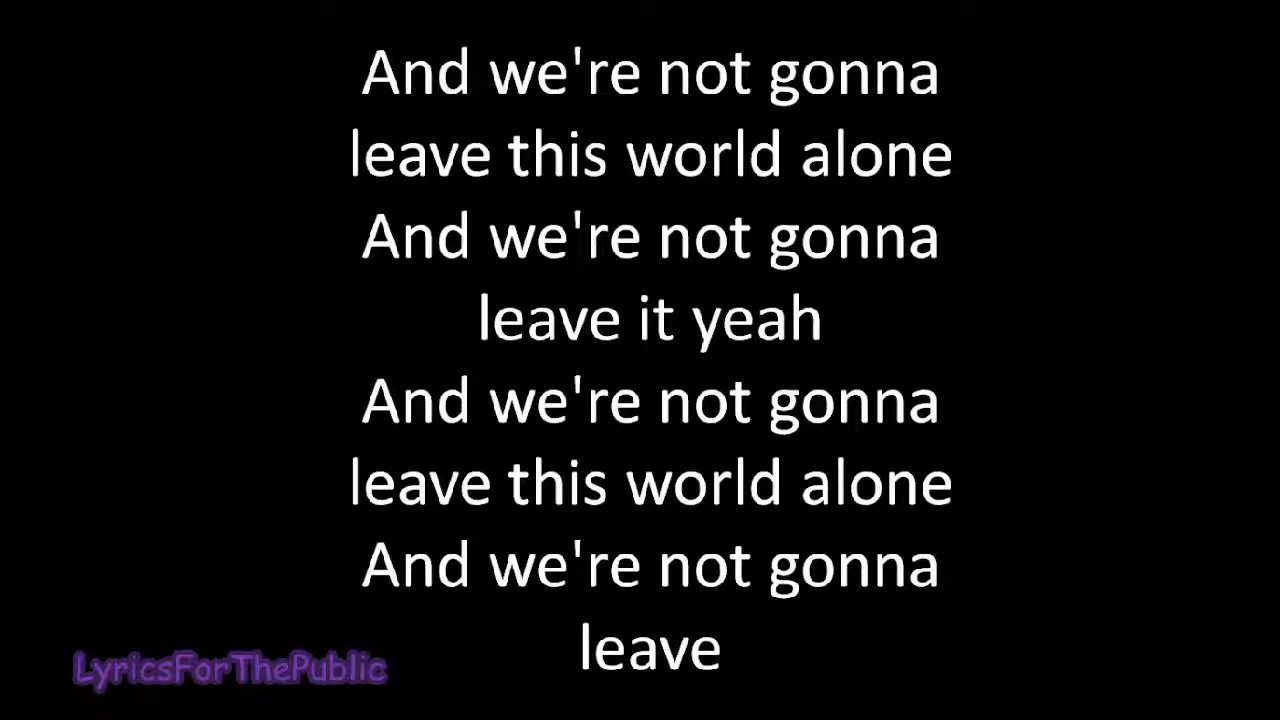 And we're not gonna
leave this world alone
And we're not gonna
leave it yeah
And we're not gonna
leave this world alone
And we're not gonna
leave
LyricsForThePublic